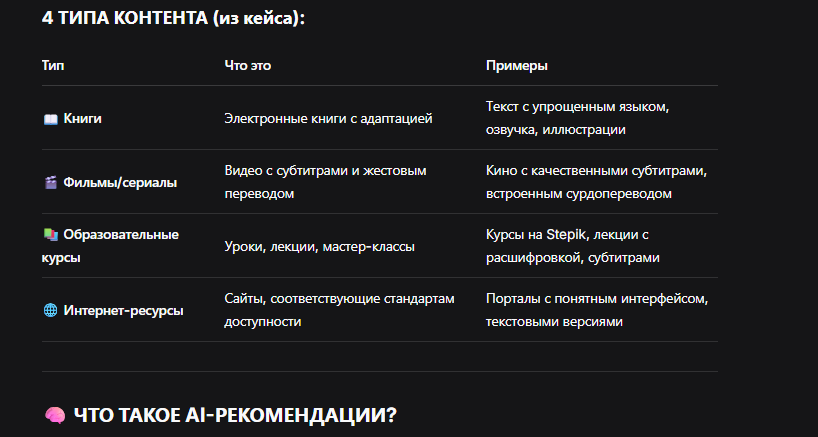 4 ТИПА КОНТЕНТА (из кейса):
Тип Что это Примеры
📖 Книги Электронные книги с адаптацией Текст с упрощенным языком,
озвучка, иллюстрации
🎬 Фильмы/сериалы Видео с субтитрами и жестовым
переводом Кино с качественными субтитрами,
встроенным сурдопереводом
📚 Образовательные
курсы Уроки, лекции, мастер-классы Курсы на Stepik, лекции с
расшифровкой, субтитрами
🌐 Интернет-ресурсы Сайты, соответствующие стандартам
доступности Порталы с понятным интерфейсом,
текстовыми версиями
🧠 ЧТО ТАКОЕ AI-РЕКОМЕНДАЦИИ?